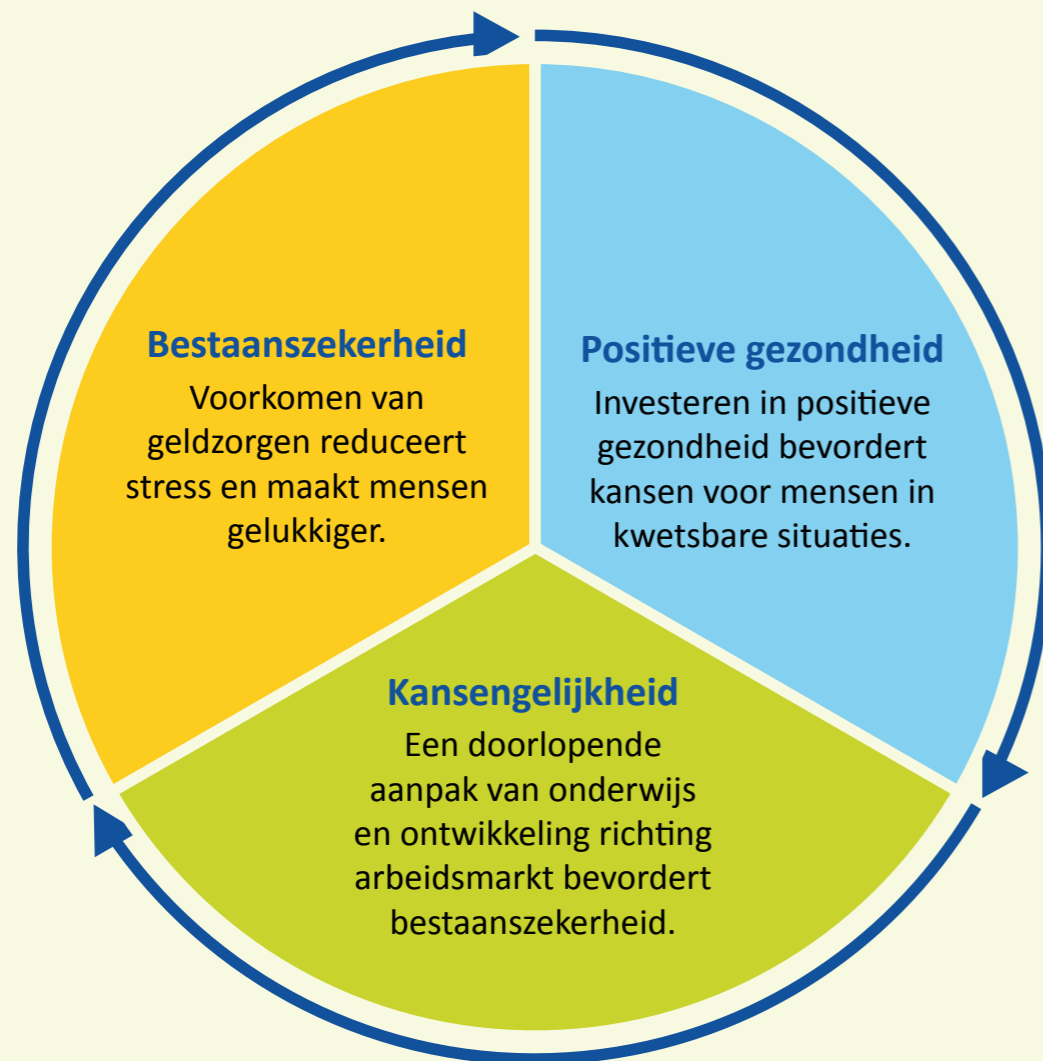 Bestaanszekerheid
Voorkomen van
geldzorgen reduceert
stress en maakt mensen
gelukkiger.
Positieve gezondheid
Investeren in positieve
gezondheid bevordert
kansen voor mensen in
kwetsbare situaties.
Kansengelijkheid
Een doorlopende
aanpak van onderwijs
en ontwikkeling richting
arbeidsmarkt bevordert
bestaanszekerheid.